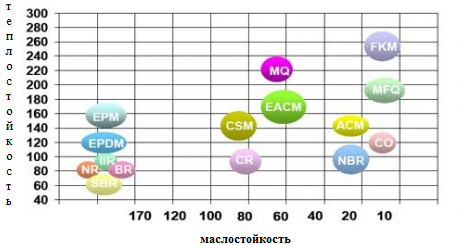 теплостойкость
300
280
260
240
220
200
180
160
140
120
100
80
60
40
FKM
MQ
MFQ
EACM
EPM
CSM
ACM
EPDM
CO
IIR
CR
NBR
NR
BR
SBR
170 120 100 80 60 40 20 10
маслостойкость